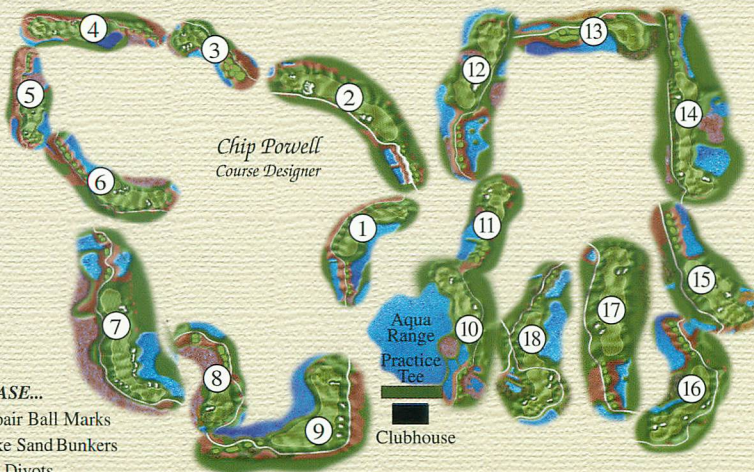 4
3
13
12
2
5
14
Chip Powell
Course Designer
6
1
11
15
7
Aqua
Range
10
17
18
Practice
Tee
8
16
ASE...
pair Ball Marks
9
Clubhouse
ke Sand Bunkers
Divots